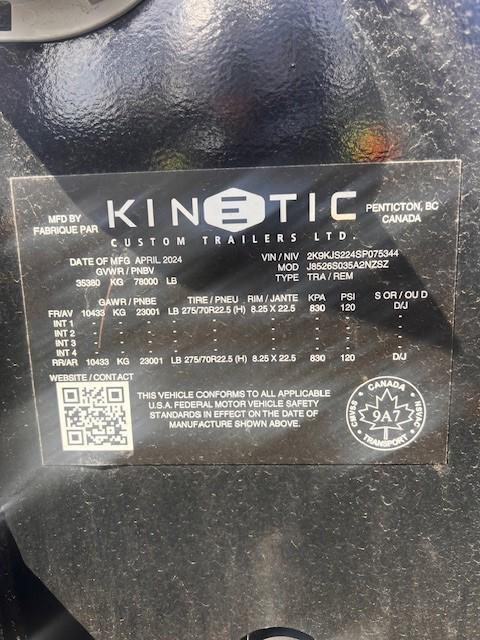 MFD BY
FABRIQUE PAR
KINETIC
CUSTOM TRAILERS LTD.
PENTICTON, BC
CANADA
DATE OF MFG APRIL 2024
GVWR / PNBV
35380 KG 78000 LB
VIN / NIV 2K9KJS224SP075344
MOD J8526S035A2NZSZ
TYPE TRA / REM
GAWR / PNBE TIRE / PNEU RIM / JANTE KPA PSI S OR / OU D
FR/AV 10433 KG 23001 LB 275/70R22.5 (H) 8.25 X 22.5 830 120 D/J
INT 1 - - - - - -
INT 2 - - - - - -
INT 3 - - - - - -
INT 4 - - - - - -
RR/AR 10433 KG 23001 LB 275/70R22.5 (H) 8.25 X 22.5 830 120 D/J
WEBSITE / CONTACT
THIS VEHICLE CONFORMS TO ALL APPLICABLE
U.S.A. FEDERAL MOTOR VEHICLE SAFETY
STANDARDS IN EFFECT ON THE DATE OF
MANUFACTURE SHOWN ABOVE.
CANADA
CMVSS
9A7
NSVAC
TRANSPORT